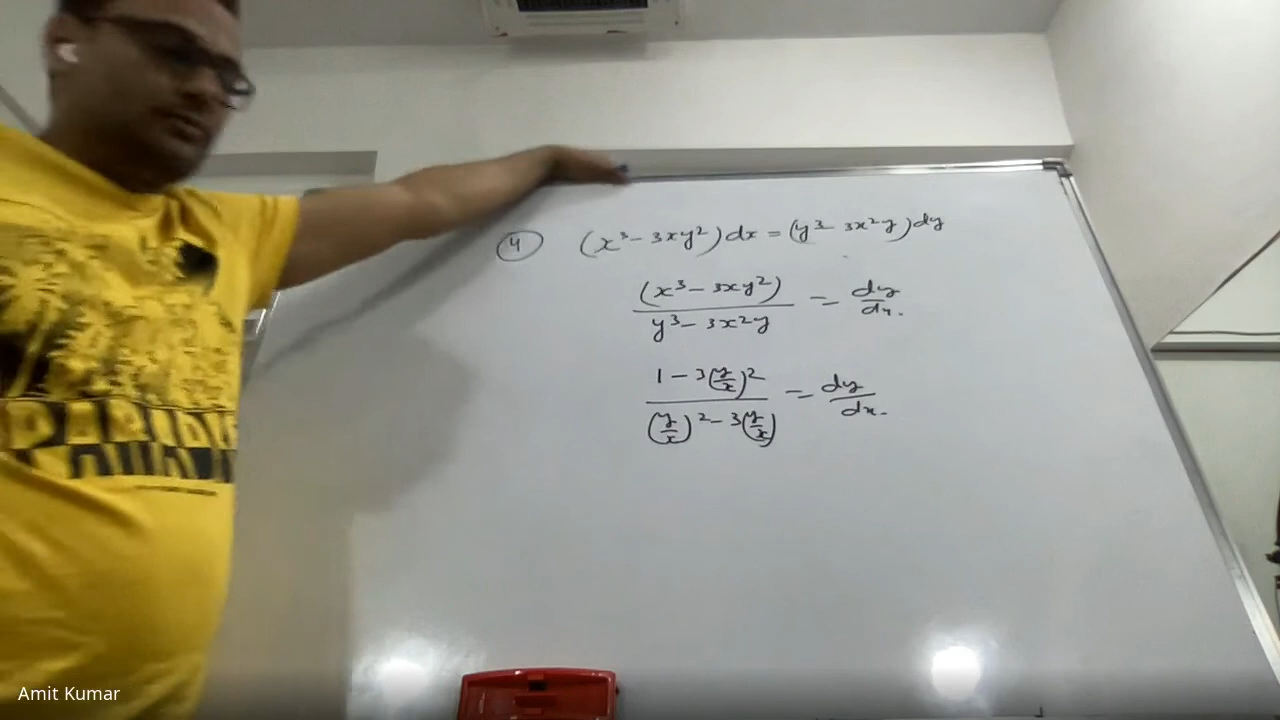 4 (x³ - 3xy²) dx = (y³ - 3x²y) dy
(x³ - 3xy²) / y³ - 3x²y = dy/dx.
1 - 3(y/x)² / (y/x)² - 3(y/x) = dy/dx.
Amit Kumar